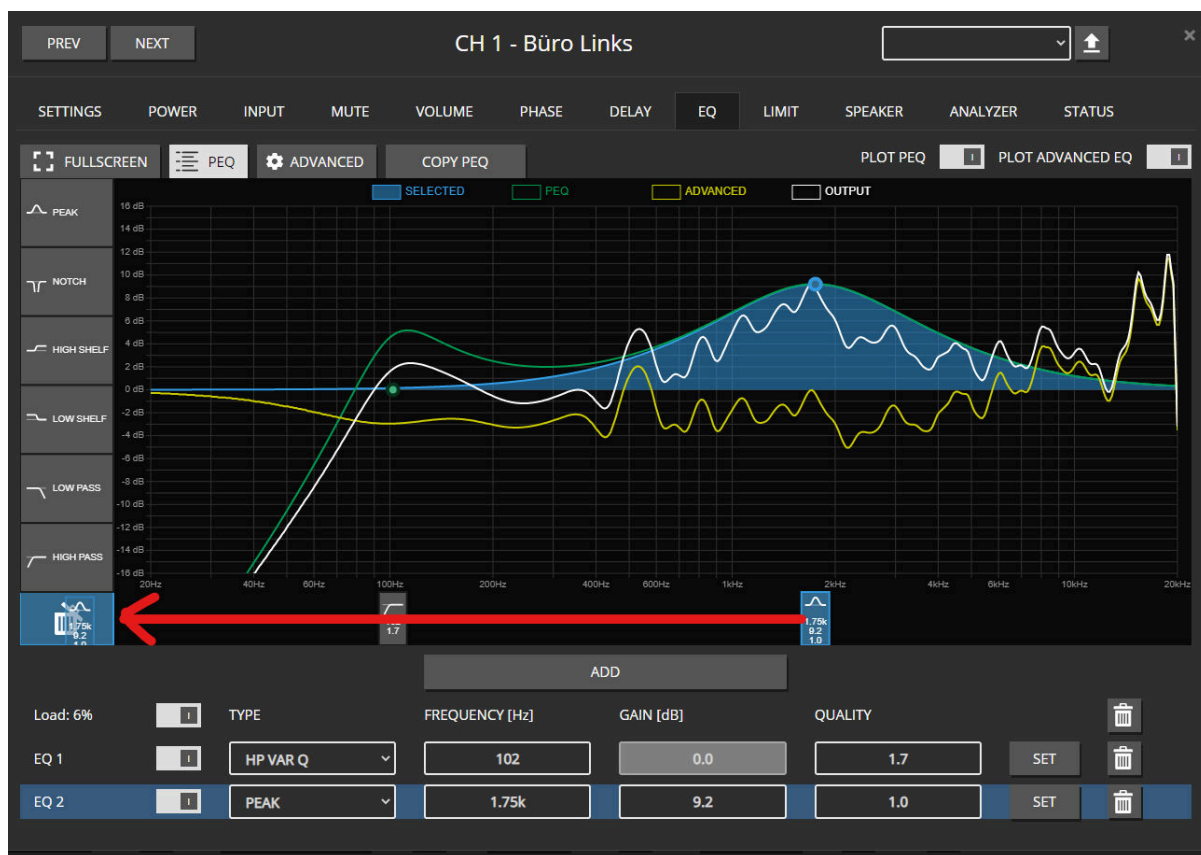 PREV NEXT CH 1 - Büro Links ×
SETTINGS POWER INPUT MUTE VOLUME PHASE DELAY EQ LIMIT SPEAKER ANALYZER STATUS
FULLSCREEN PEQ ADVANCED COPY PEQ PLOT PEQ I PLOT ADVANCED EQ I
SELECTED PEQ ADVANCED OUTPUT
PEAK
NOTCH
HIGH SHELF
LOW SHELF
LOW PASS
HIGH PASS
16 dB
14 dB
12 dB
10 dB
8 dB
6 dB
4 dB
2 dB
0 dB
-2 dB
-4 dB
-6 dB
-8 dB
-10 dB
-12 dB
-14 dB
-16 dB
20Hz 40Hz 60Hz 100Hz 200Hz 400Hz 600Hz 1kHz 2kHz 4kHz 6kHz 10kHz 20kHz
1.75k
9.2
1.0
1.7
1.75k
9.2
1.0
ADD
Load: 6% I TYPE FREQUENCY [Hz] GAIN [dB] QUALITY
EQ 1 I HP VAR Q 102 0.0 1.7 SET
EQ 2 I PEAK 1.75k 9.2 1.0 SET